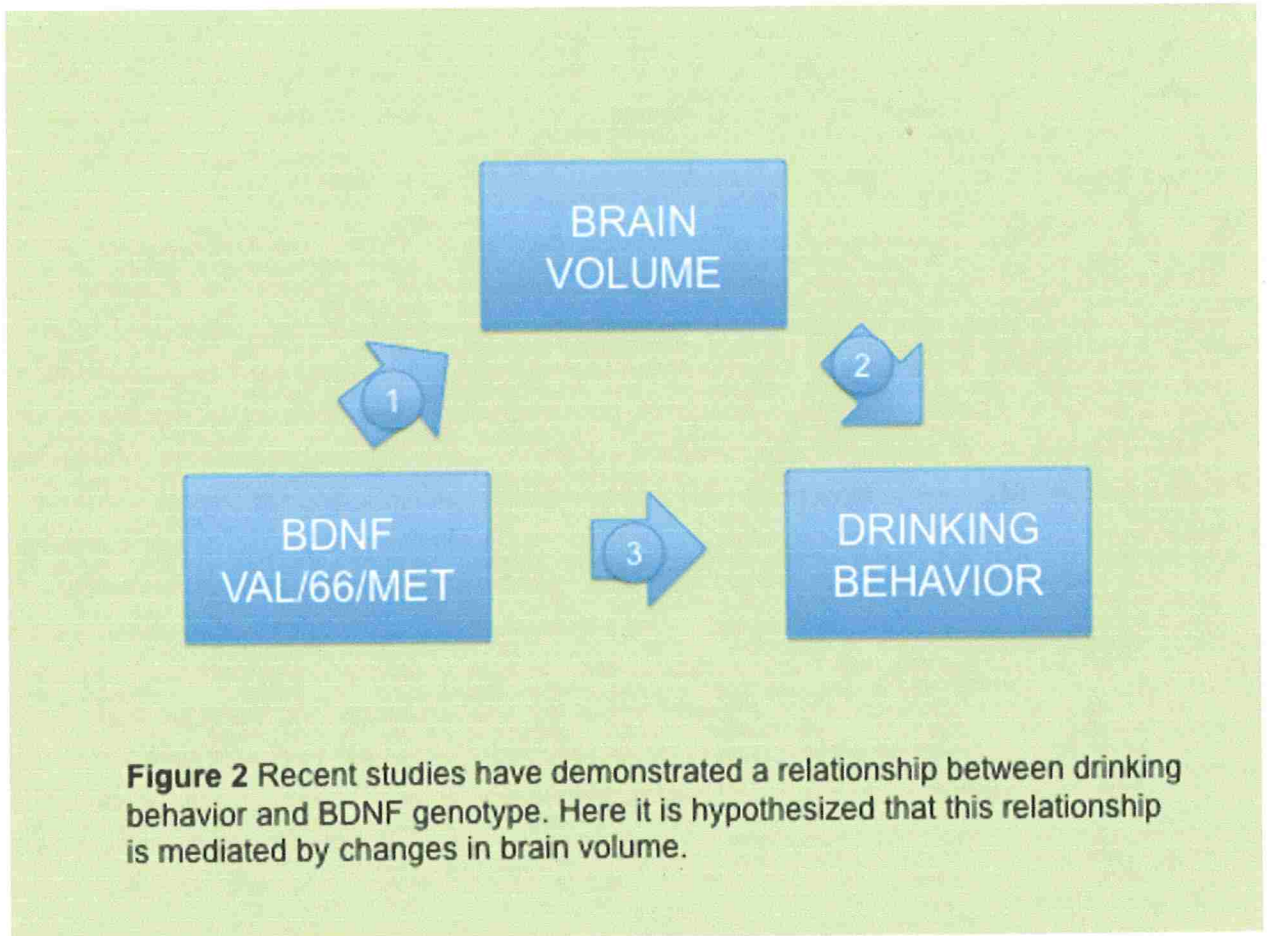 BRAIN
VOLUME
1
2
BDNF
VAL/66/MET
3
DRINKING
BEHAVIOR
Figure 2 Recent studies have demonstrated a relationship between drinking
behavior and BDNF genotype. Here it is hypothesized that this relationship
is mediated by changes in brain volume.